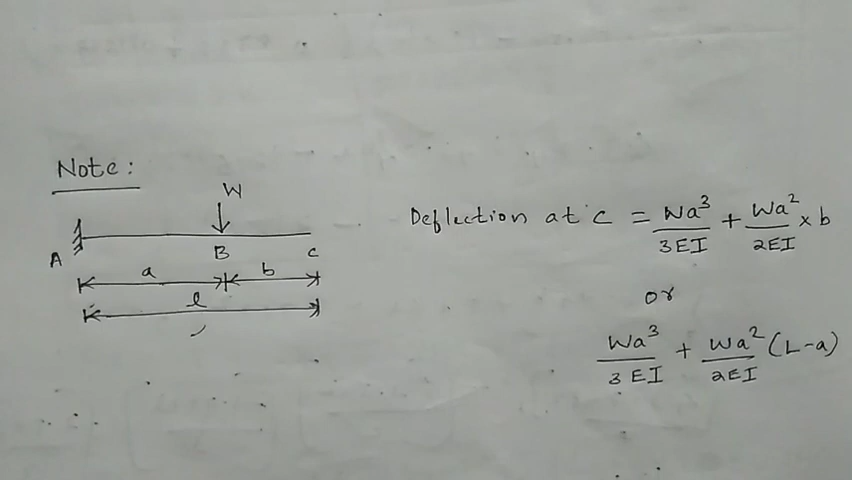 Note:
W
A B C
a b
l
Deflection at C = Wa³/3EI + Wa²/2EI × b
or
Wa³/3EI + Wa²/2EI (L-a)